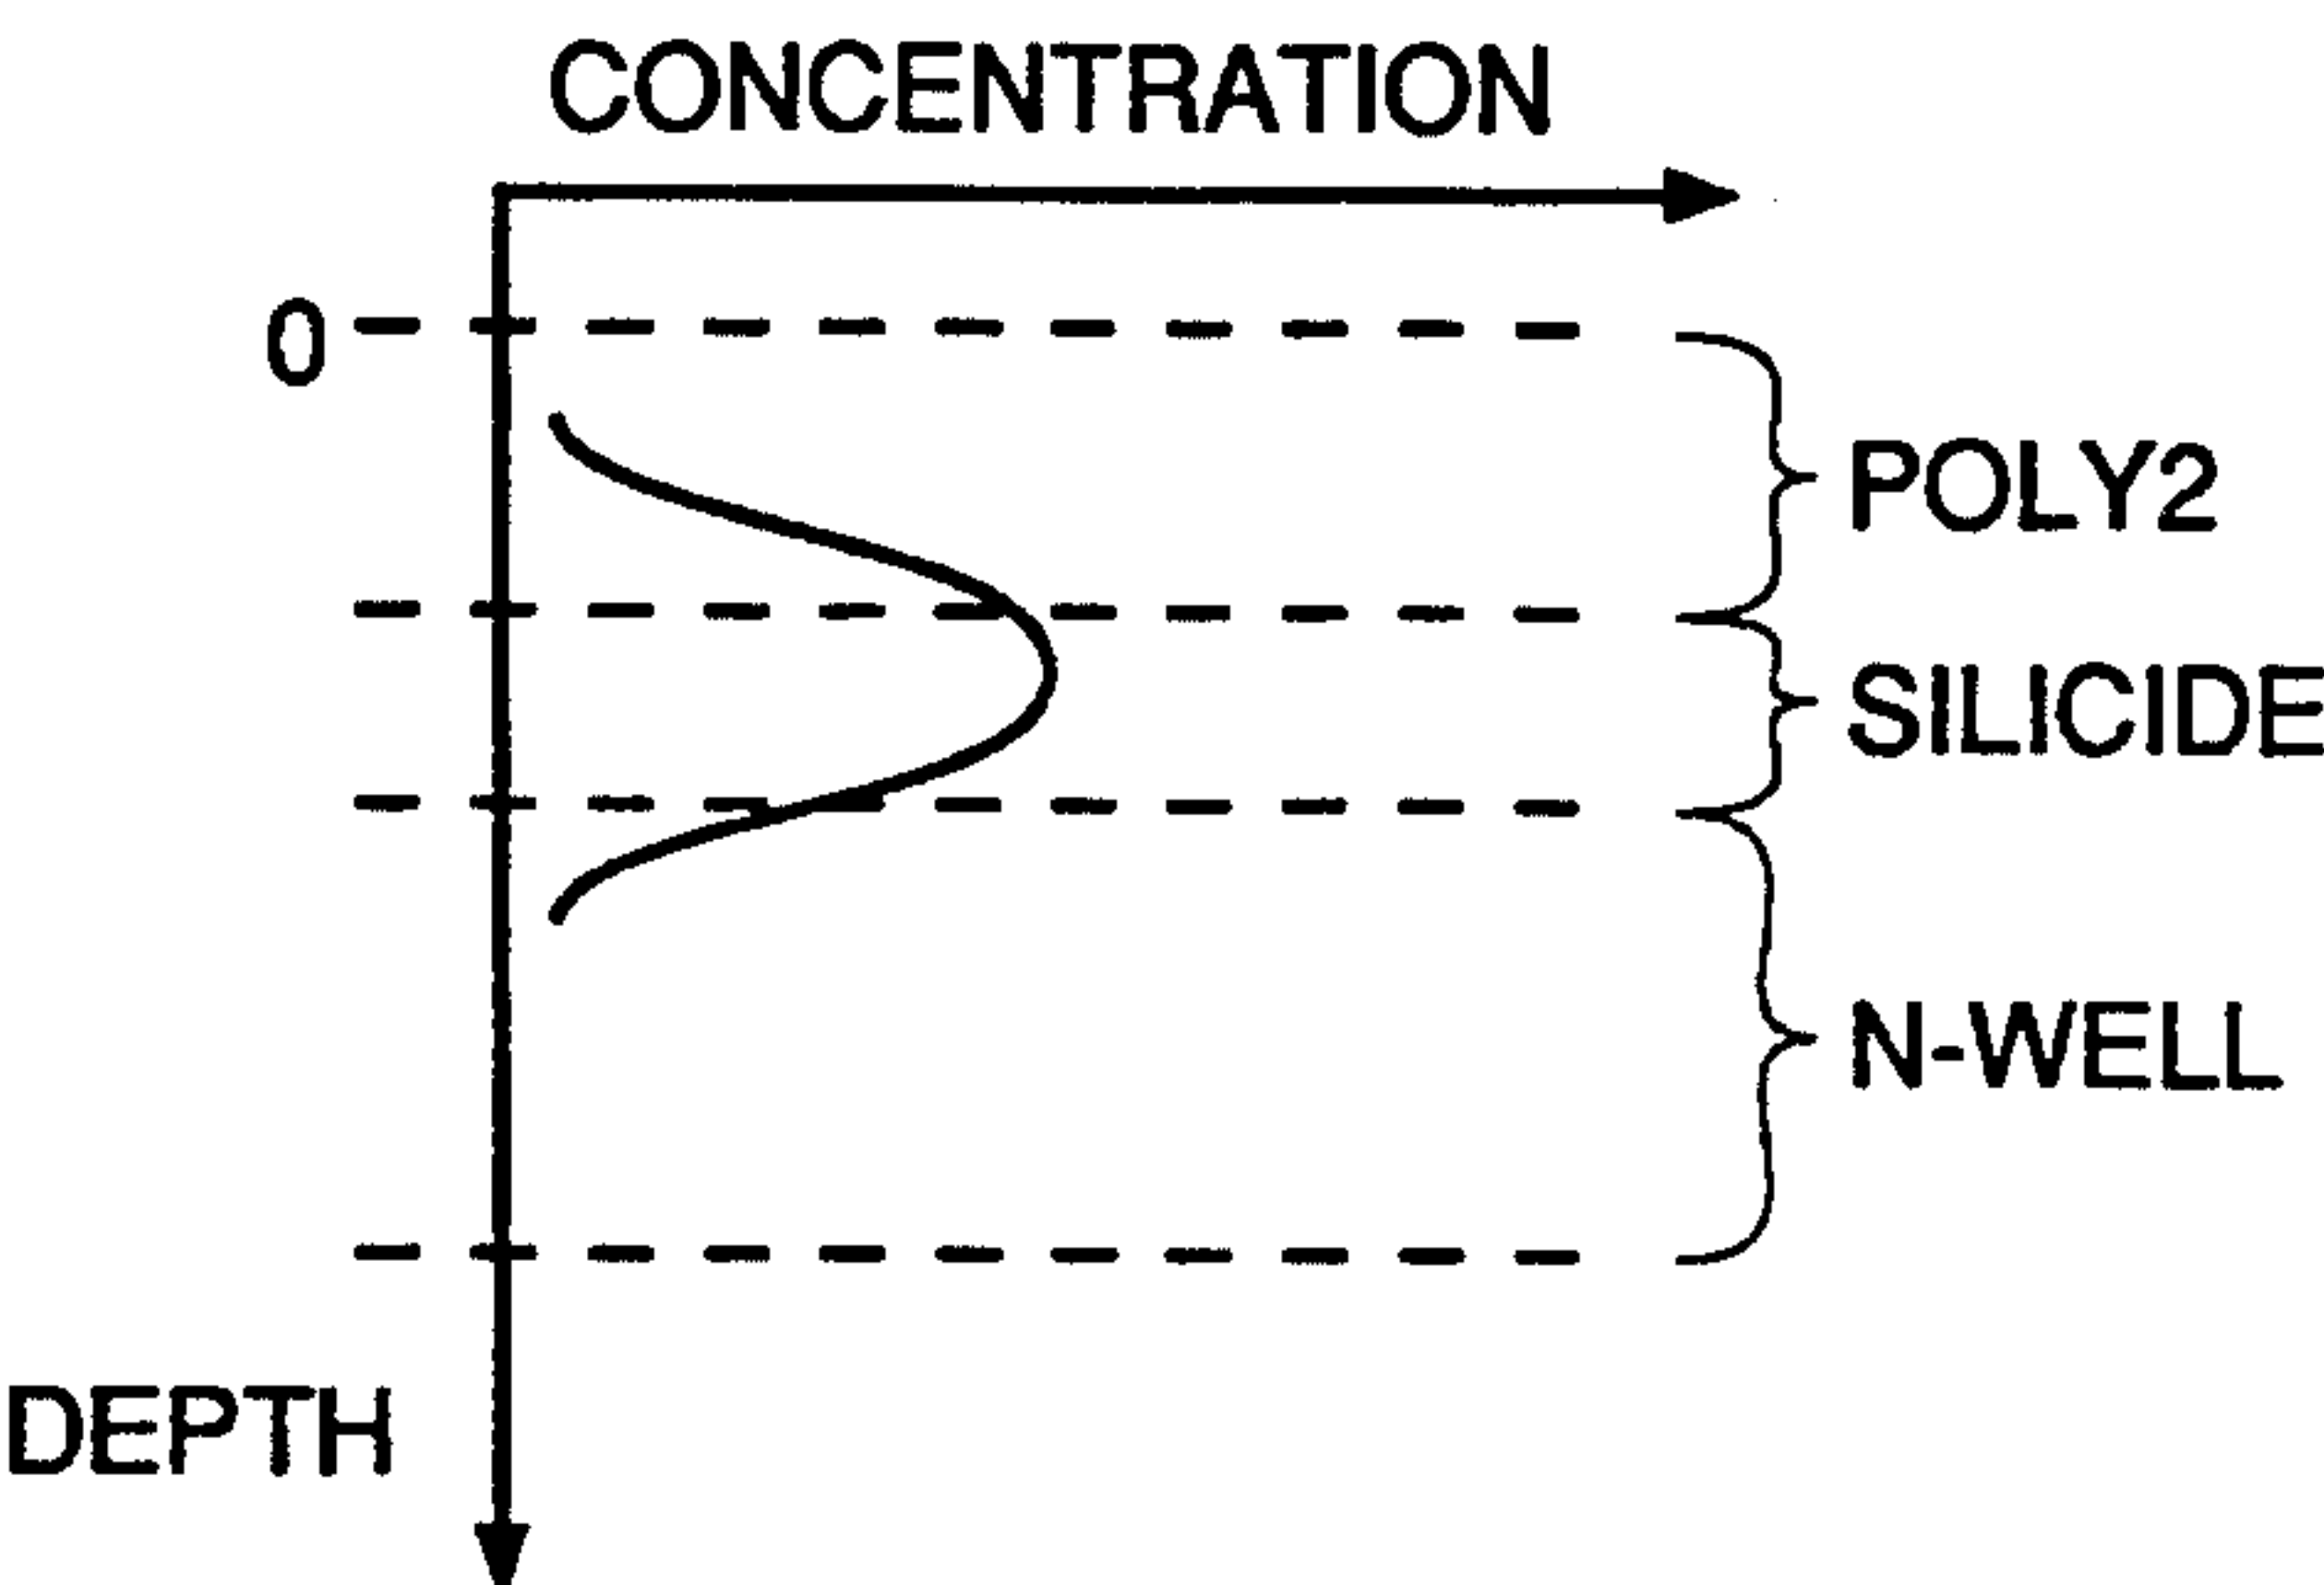 CONCENTRATION
0
POLY2
SILICIDE
N-WELL
DEPTH